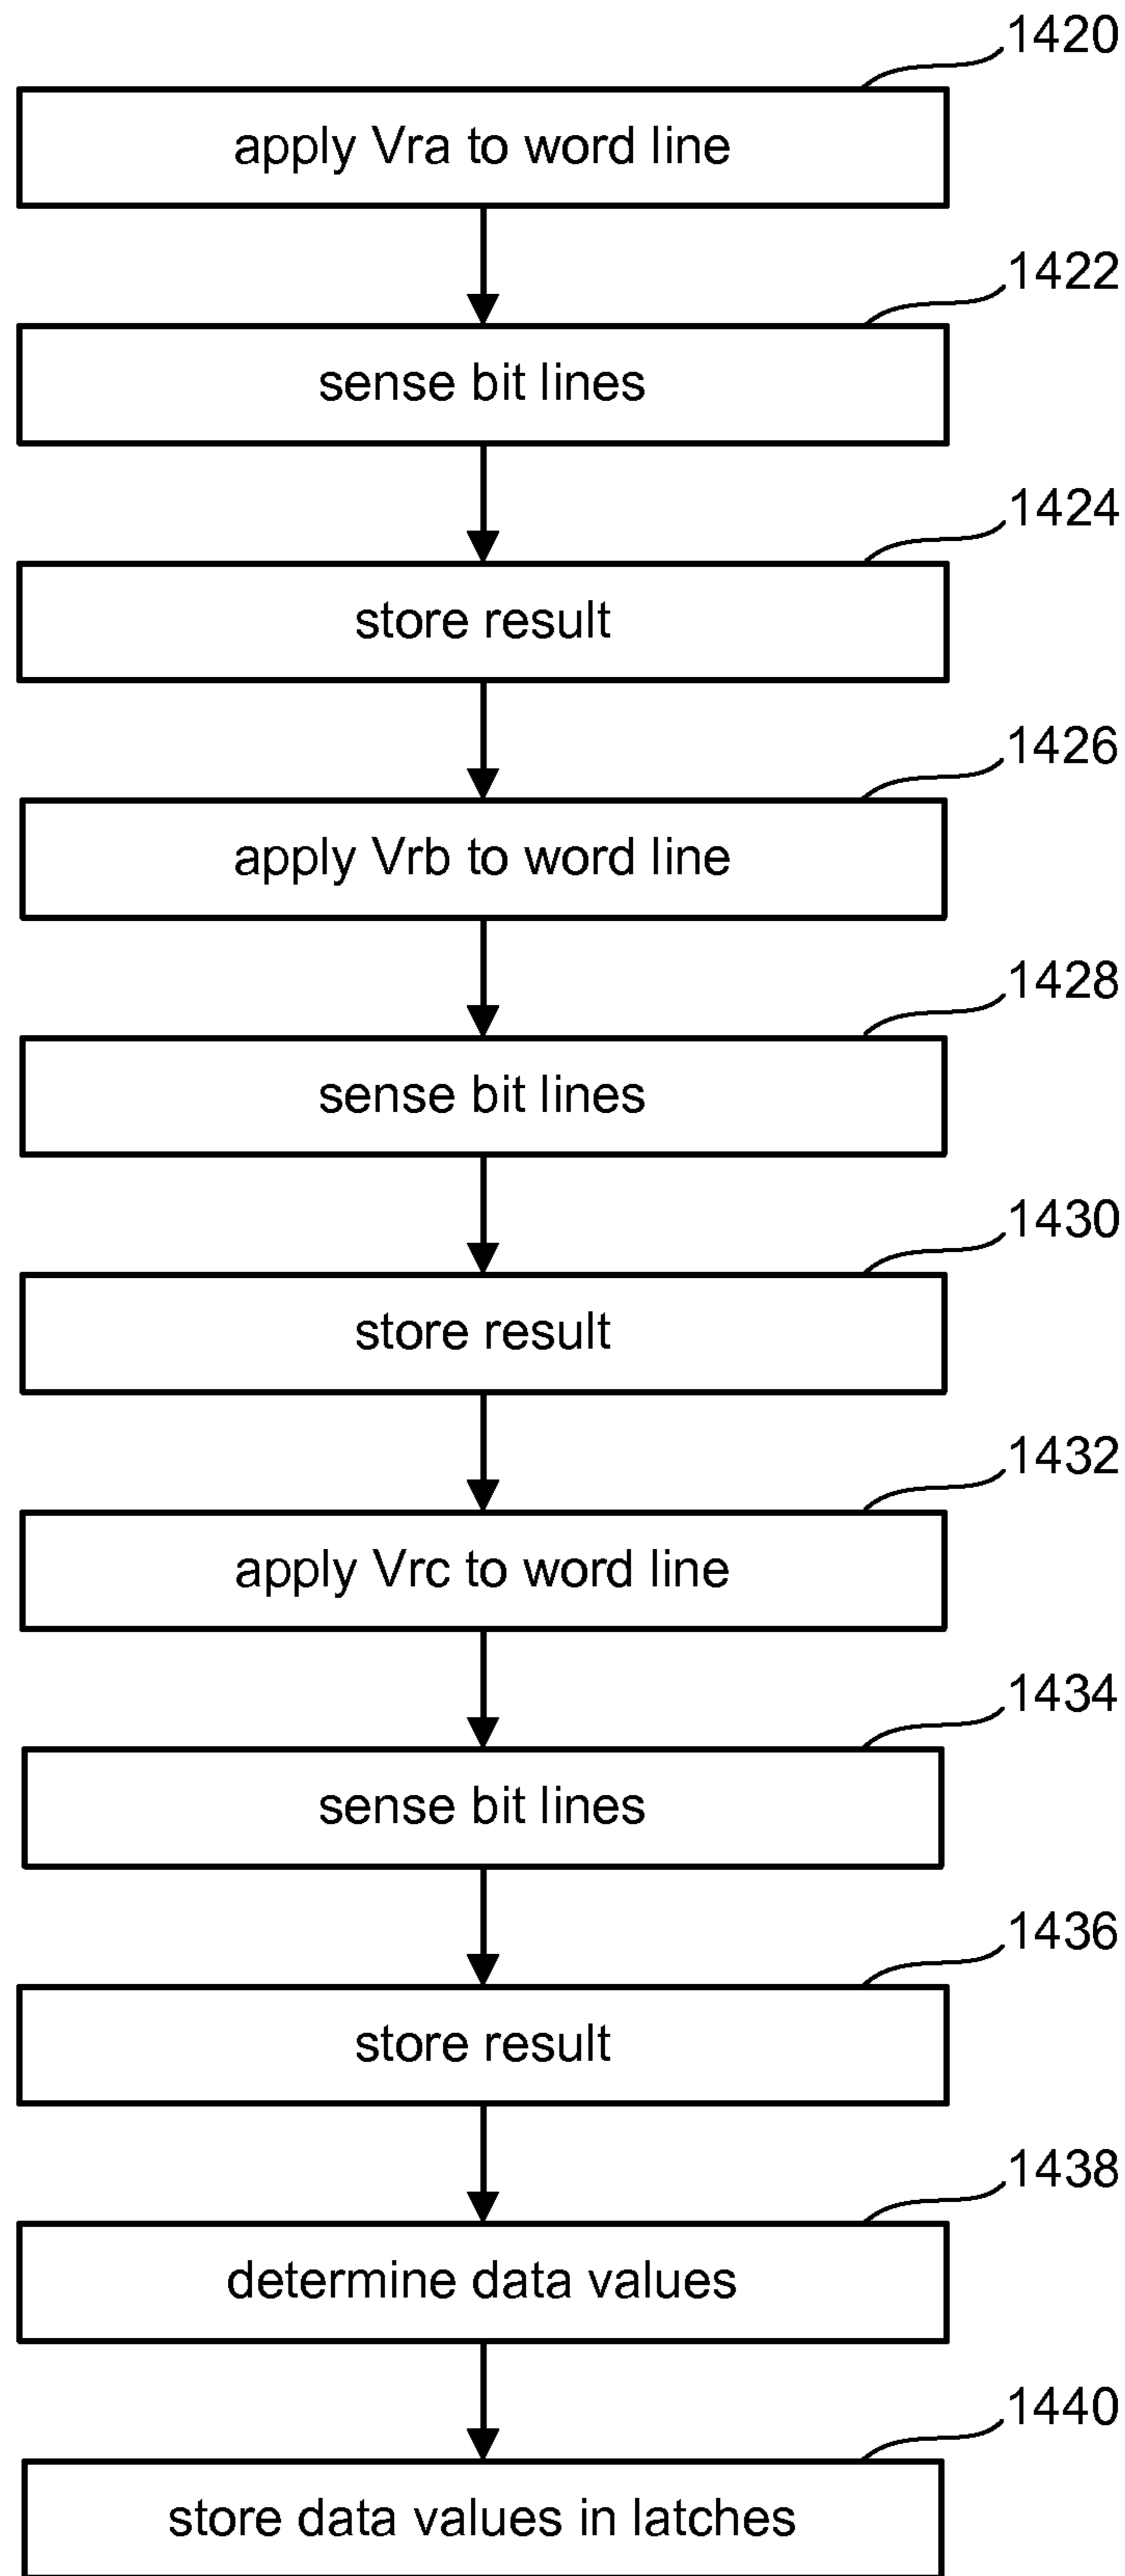 1420
apply Vra to word line
1422
sense bit lines
1424
store result
1426
apply Vrb to word line
1428
sense bit lines
1430
store result
1432
apply Vrc to word line
1434
sense bit lines
1436
store result
1438
determine data values
1440
store data values in latches